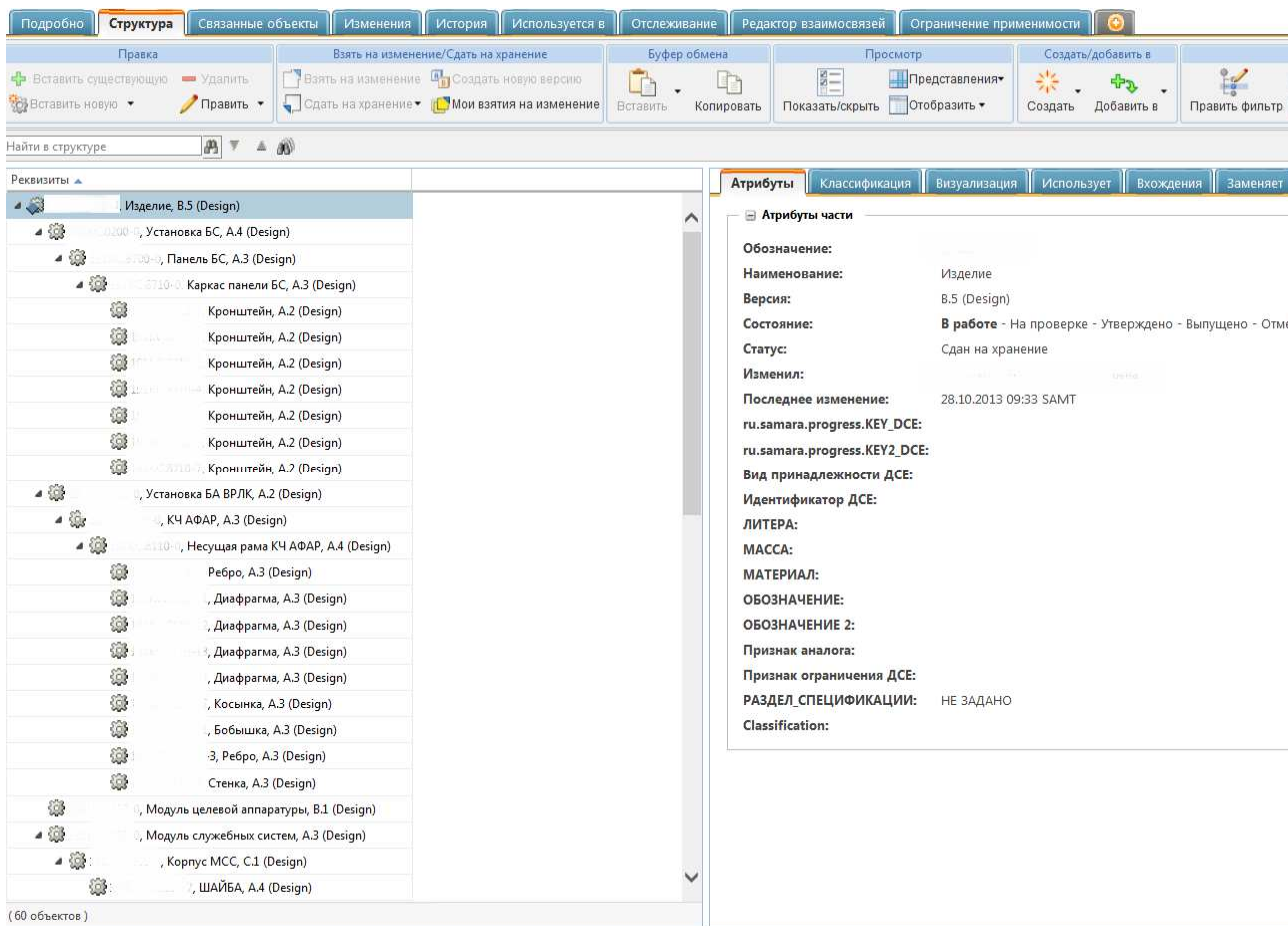 Подробно Структура Связанные объекты Изменения История Используется в Отслеживание Редактор взаимосвязей Ограничение применимости
Правка Взять на изменение/Сдать на хранение Буфер обмена Просмотр Создать/добавить в
Вставить существующую Удалить Взять на изменение Создать новую версию Представления
Вставить новую Править Сдать на хранение Мои взятия на изменение Вставить Копировать Показать/скрыть Отобразить Создать Добавить в Править фильтр
Найти в структуре
Реквизиты
, Изделие, B.5 (Design)
0200-0, Установка БС, A.4 (Design)
, Панель БС, A.3 (Design)
Каркас панели БС, A.3 (Design)
Кронштейн, A.2 (Design)
Кронштейн, A.2 (Design)
Кронштейн, A.2 (Design)
Кронштейн, A.2 (Design)
Кронштейн, A.2 (Design)
Кронштейн, A.2 (Design)
Кронштейн, A.2 (Design)
, Установка БА ВРЛК, A.2 (Design)
, КЧ АФАР, A.3 (Design)
, Несущая рама КЧ АФАР, A.4 (Design)
Ребро, A.3 (Design)
, Диафрагма, A.3 (Design)
, Диафрагма, A.3 (Design)
, Диафрагма, A.3 (Design)
, Диафрагма, A.3 (Design)
, Косынка, A.3 (Design)
, Бобышка, A.3 (Design)
-3, Ребро, A.3 (Design)
Стенка, A.3 (Design)
, Модуль целевой аппаратуры, B.1 (Design)
, Модуль служебных систем, A.3 (Design)
, Корпус МСС, C.1 (Design)
, ШАЙБА, A.4 (Design)
( 60 объектов )
Атрибуты Классификация Визуализация Использует Вхождения Заменяет
Атрибуты части
Обозначение:
Наименование: Изделие
Версия: B.5 (Design)
Состояние: В работе - На проверке - Утверждено - Выпущено - Отме
Статус: Сдан на хранение
Изменил:
Последнее изменение: 28.10.2013 09:33 SAMT
ru.samara.progress.KEY_DCE:
ru.samara.progress.KEY2_DCE:
Вид принадлежности ДСЕ:
Идентификатор ДСЕ:
ЛИТЕРА:
МАССА:
МАТЕРИАЛ:
ОБОЗНАЧЕНИЕ:
ОБОЗНАЧЕНИЕ 2:
Признак аналога:
Признак ограничения ДСЕ:
РАЗДЕЛ_СПЕЦИФИКАЦИИ: НЕ ЗАДАНО
Classification: